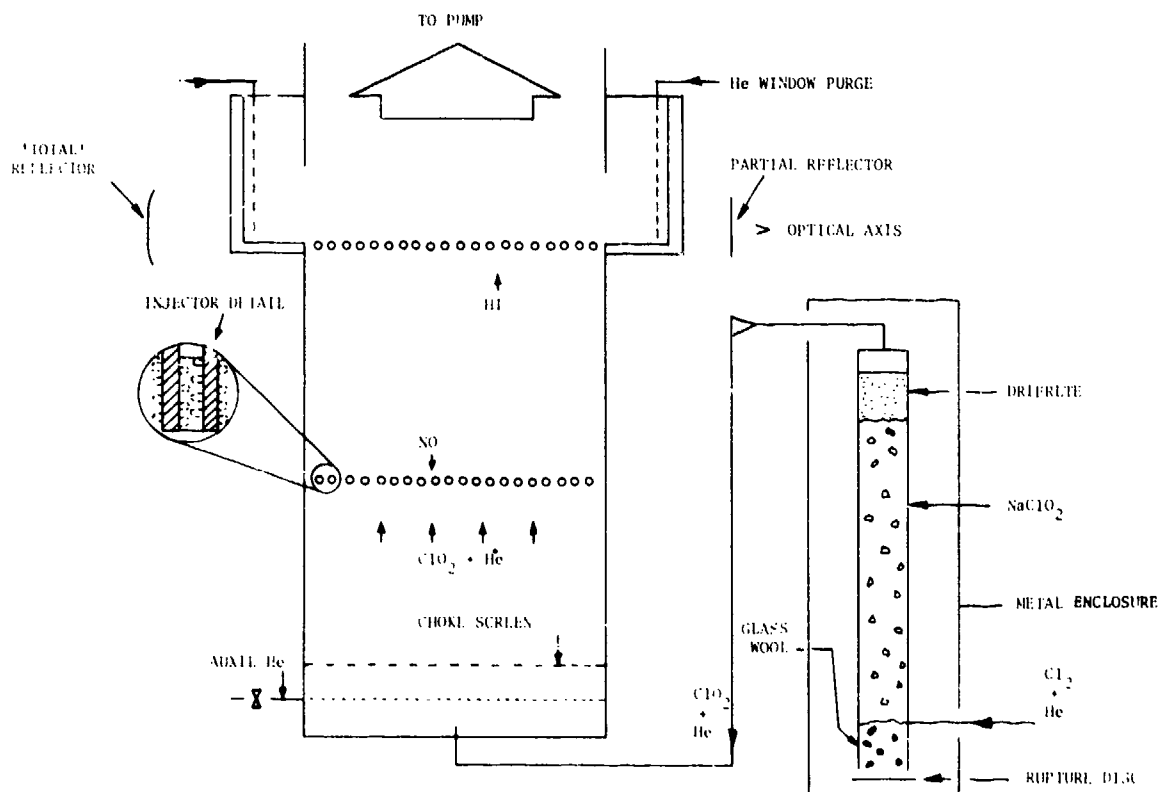 TO PUMP
He WINDOW PURGE
"TOTAL"
REFLECTOR
PARTIAL REFLECTOR
> OPTICAL AXIS
HI
INJECTOR DETAIL
DRIERITE
NO
NaClO2
ClO2 + He
METAL ENCLOSURE
CHOKE SCREEN
GLASS
WOOL
AUXIL He
ClO2
+
He
Cl2
+
He
RUPTURE DISC